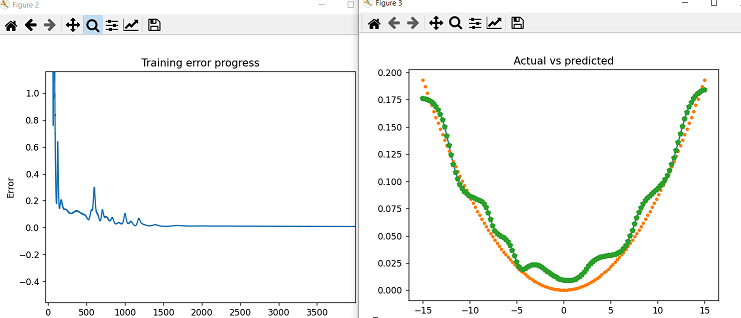 Figure 2
Training error progress
Error
1.0
0.8
0.6
0.4
0.2
0.0
−0.2
−0.4
0 500 1000 1500 2000 2500 3000 3500
Figure 3
Actual vs predicted
0.200
0.175
0.150
0.125
0.100
0.075
0.050
0.025
0.000
−15 −10 −5 0 5 10 15